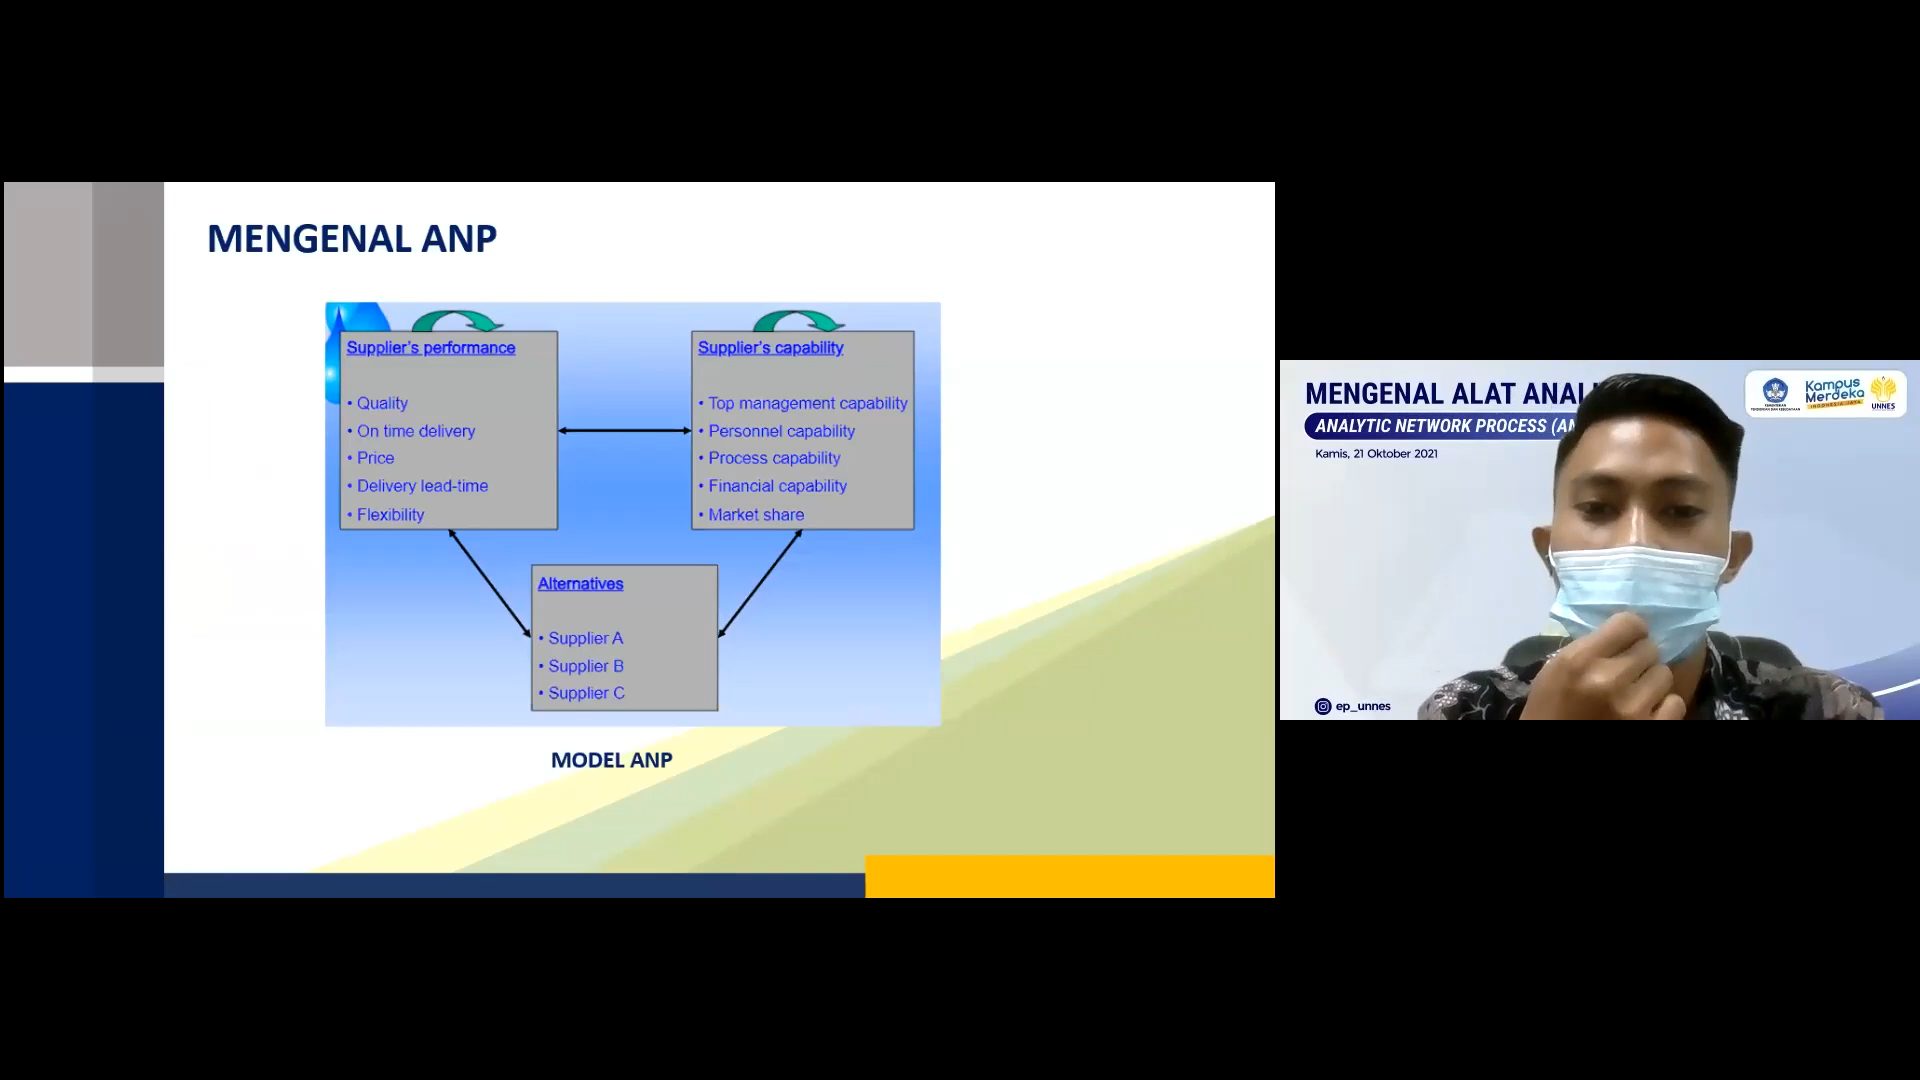 MENGENAL ANP
Supplier's performance
• Quality
• On time delivery
• Price
• Delivery lead-time
• Flexibility
Supplier's capability
• Top management capability
• Personnel capability
• Process capability
• Financial capability
• Market share
Alternatives
• Supplier A
• Supplier B
• Supplier C
MODEL ANP
MENGENAL ALAT ANAL
ANALYTIC NETWORK PROCESS (AN
Kamis, 21 Oktober 2021
Kampus
Merdeka
INDONESIA JAYA
UNNES
ep_unnes